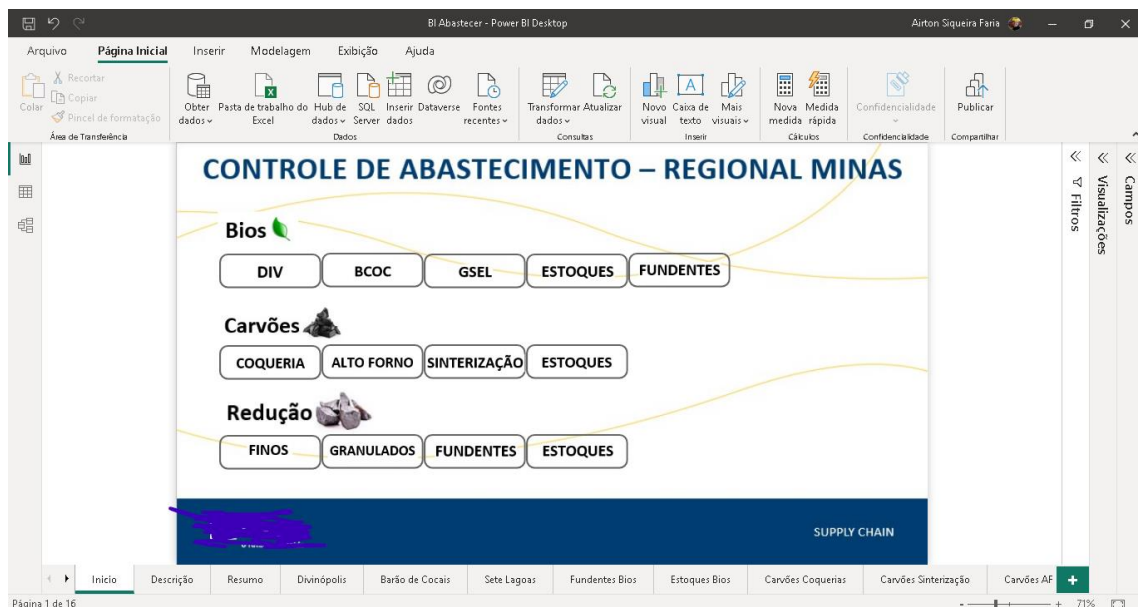 BI Abastecer - Power BI Desktop
Airton Siqueira Faria
Arquivo Página Inicial Inserir Modelagem Exibição Ajuda
Colar
Recortar
Copiar
Pincel de formatação
Área de Transferência
Obter dados
Pasta de trabalho do Excel
Hub de dados
SQL Server
Inserir dados
Dataverse
Fontes recentes
Dados
Transformar dados
Atualizar
Consultas
Novo visual
Caixa de texto
Mais visuais
Inserir
Nova medida
Medida rápida
Cálculos
Confidencialidade
Confidencialidade
Publicar
Compartilhar
CONTROLE DE ABASTECIMENTO – REGIONAL MINAS
Bios
DIV BCOC GSEL ESTOQUES FUNDENTES
Carvões
COQUERIA ALTO FORNO SINTERIZAÇÃO ESTOQUES
Redução
FINOS GRANULADOS FUNDENTES ESTOQUES
SUPPLY CHAIN
Filtros
Visualizações
Campos
Inicio Descrição Resumo Divinópolis Barão de Cocais Sete Lagoas Fundentes Bios Estoques Bios Carvões Coquerias Carvões Sinterização Carvões AF
Página 1 de 16
71%